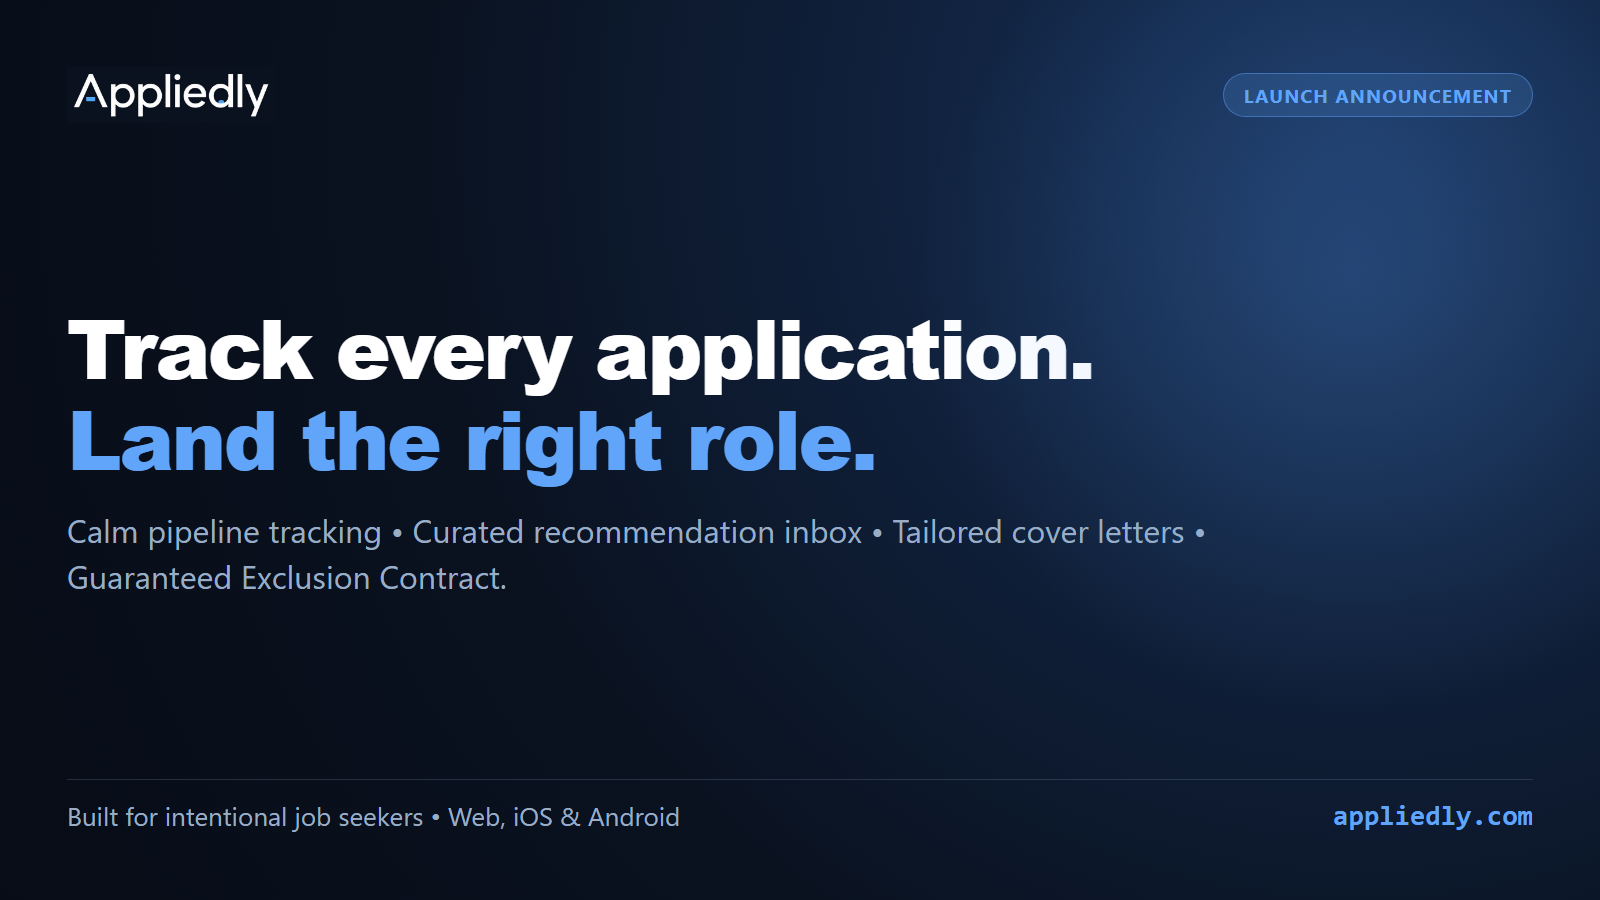 Appliedly
LAUNCH ANNOUNCEMENT
Track every application.
Land the right role.
Calm pipeline tracking • Curated recommendation inbox • Tailored cover letters •
Guaranteed Exclusion Contract.
Built for intentional job seekers • Web, iOS & Android
appliedly.com